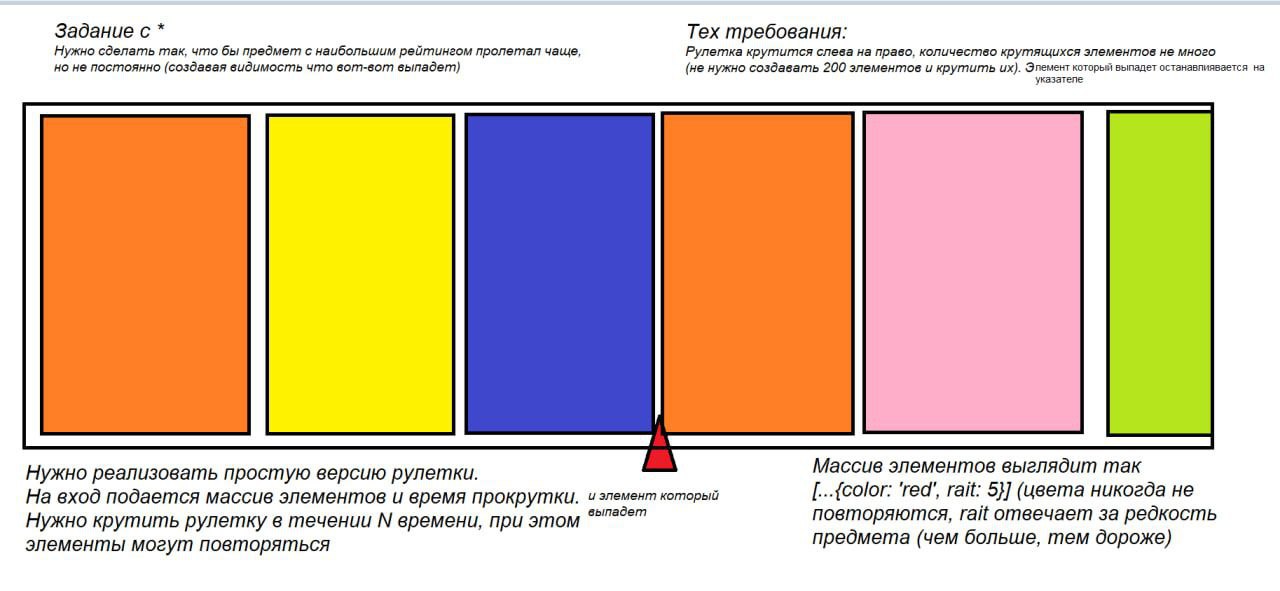 Задание с *
Нужно сделать так, что бы предмет с наибольшим рейтингом пролетал чаще,
но не постоянно (создавая видимость что вот-вот выпадет)
Тех требования:
Рулетка крутится слева на право, количество крутящихся элементов не много
(не нужно создавать 200 элементов и крутить их). Элемент который выпадет останавлиявается на
указателе
Нужно реализовать простую версию рулетки.
На вход подается массив элементов и время прокрутки.
Нужно крутить рулетку в течении N времени, при этом
элементы могут повторяться
и элемент который
выпадет
Массив элементов выглядит так
[...{color: 'red', rait: 5}] (цвета никогда не
повторяются, rait отвечает за редкость
предмета (чем больше, тем дороже)